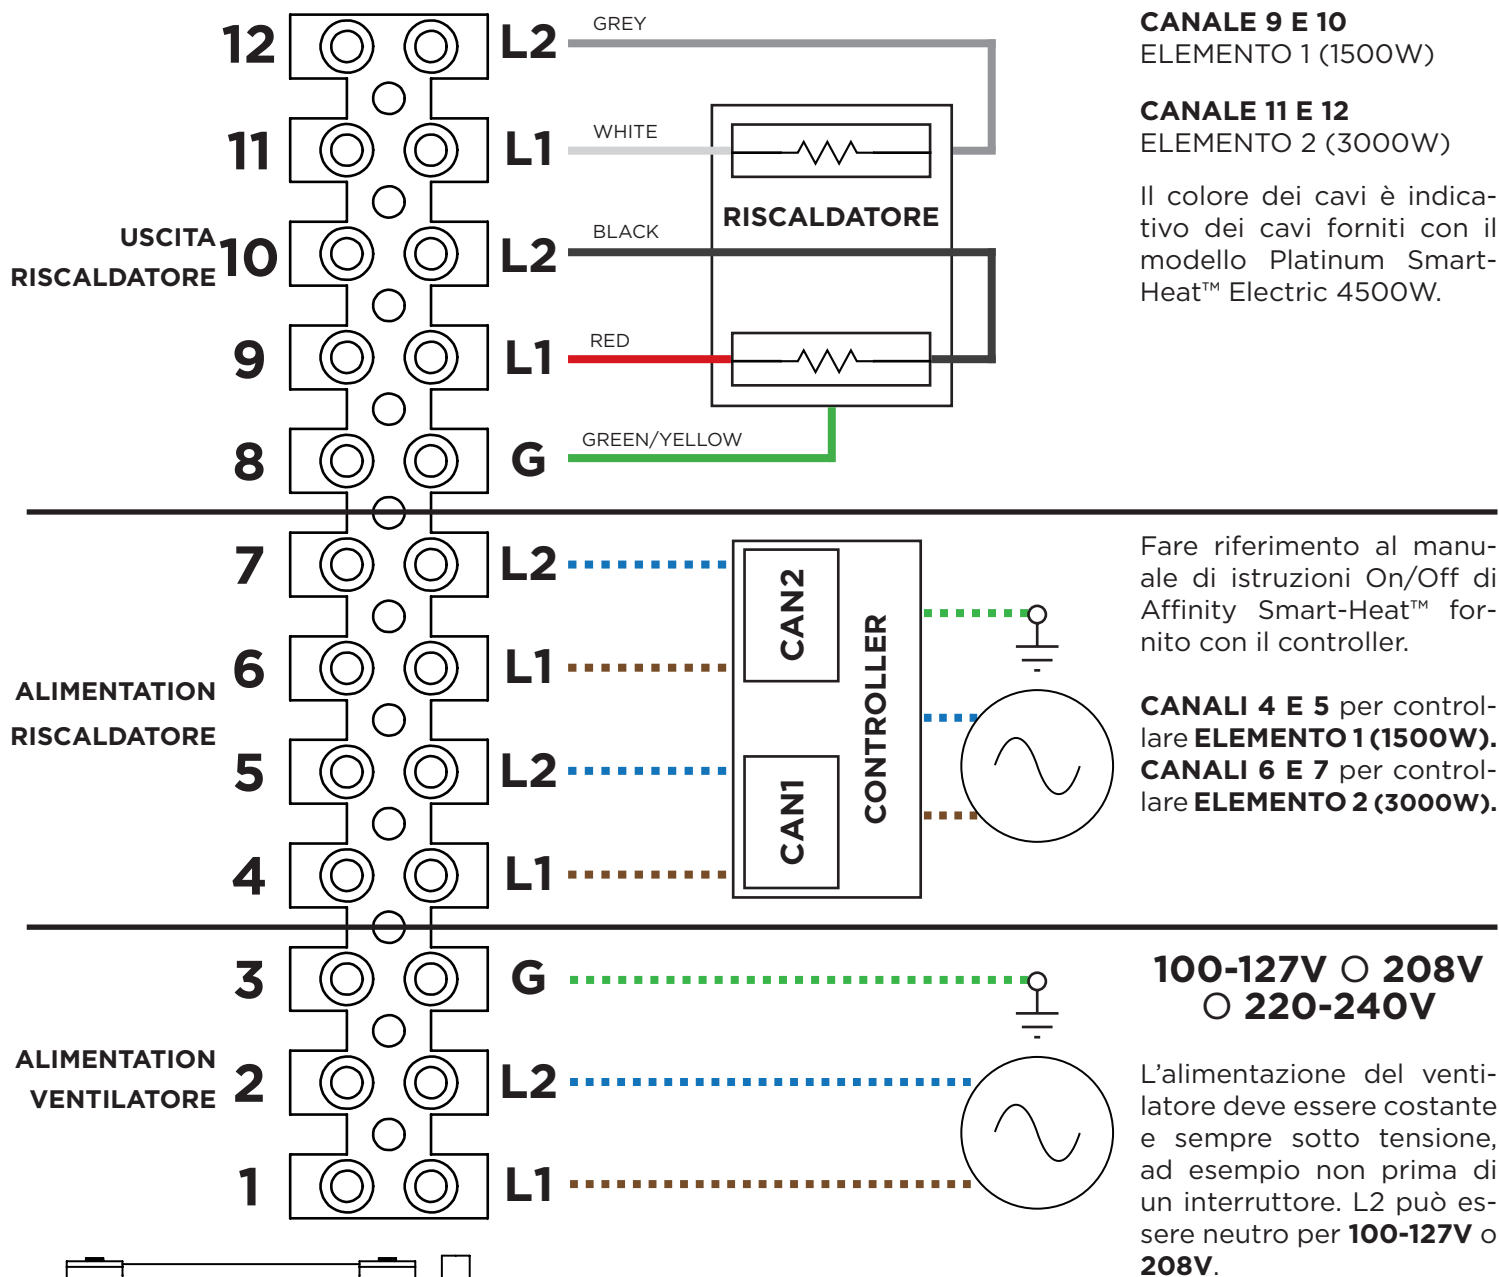 12
L2
GREY
11
L1
WHITE
RISCALDATORE
USCITA
RISCALDATORE
10
L2
BLACK
9
L1
RED
8
G
GREEN/YELLOW
CANALE 9 E 10
ELEMENTO 1 (1500W)
CANALE 11 E 12
ELEMENTO 2 (3000W)
Il colore dei cavi è indica-
tivo dei cavi forniti con il
modello Platinum Smart-
Heat™ Electric 4500W.
7
L2
6
L1
ALIMENTATION
RISCALDATORE
5
L2
4
L1
CAN2
CAN1
CONTROLLER
Fare riferimento al manu-
ale di istruzioni On/Off di
Affinity Smart-Heat™ for-
nito con il controller.
CANALI 4 E 5 per control-
lare ELEMENTO 1 (1500W).
CANALI 6 E 7 per control-
lare ELEMENTO 2 (3000W).
3
G
ALIMENTATION
VENTILATORE
2
L2
1
L1
100-127V O 208V
O 220-240V
L'alimentazione del venti-
latore deve essere costante
e sempre sotto tensione,
ad esempio non prima di
un interruttore. L2 può es-
sere neutro per 100-127V o
208V.